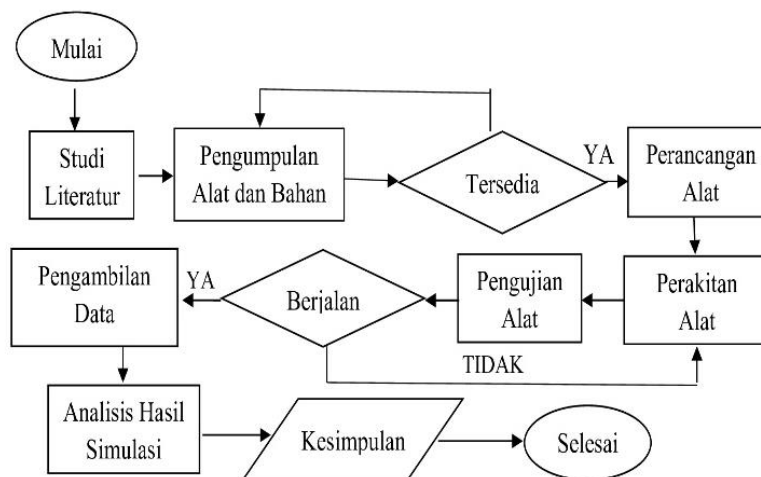 Mulai
Studi
Literatur
Pengumpulan
Alat dan Bahan
Tersedia
YA
Perancangan
Alat
Perakitan
Alat
Pengujian
Alat
Berjalan
TIDAK
YA
Pengambilan
Data
Analisis Hasil
Simulasi
Kesimpulan
Selesai